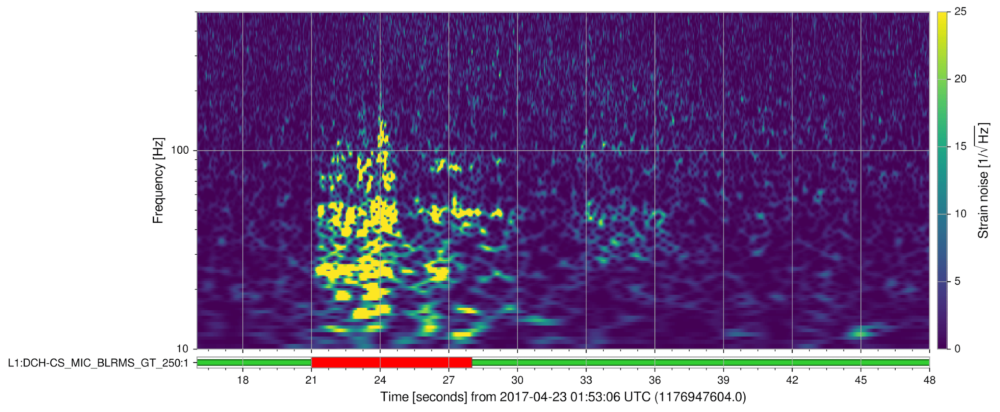 25
20
15
10
5
0
Strain noise [1/√Hz]
Frequency [Hz]
100
10
L1:DCH-CS_MIC_BLRMS_GT_250:1
18 21 24 27 30 33 36 39 42 45 48
Time [seconds] from 2017-04-23 01:53:06 UTC (1176947604.0)